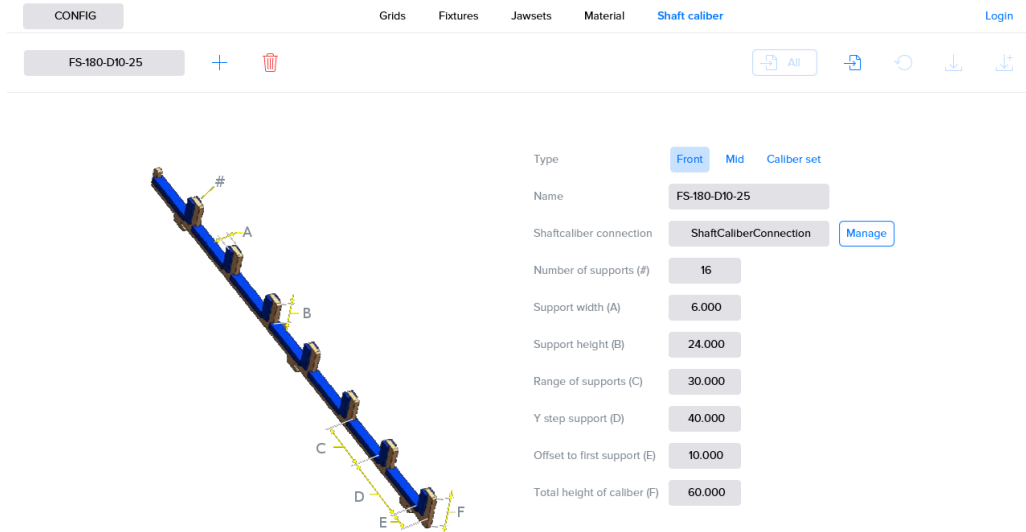 CONFIG Grids Fixtures Jawsets Material Shaft caliber Login
FS-180-D10-25 All
#
A
B
C
D
E
F
Type Front Mid Caliber set
Name FS-180-D10-25
Shaftcaliber connection ShaftCaliberConnection Manage
Number of supports (#) 16
Support width (A) 6.000
Support height (B) 24.000
Range of supports (C) 30.000
Y step support (D) 40.000
Offset to first support (E) 10.000
Total height of caliber (F) 60.000